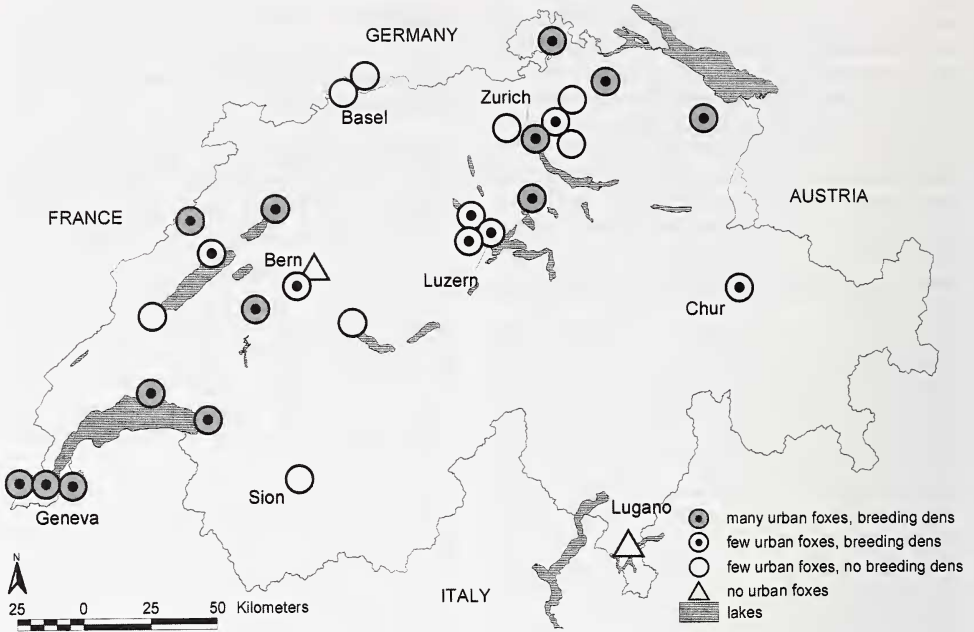 GERMANY
Zurich
Basel
AUSTRIA
FRANCE
Bern
Luzern
Chur
Sion
Lugano
Geneva
many urban foxes, breeding dens
few urban foxes, breeding dens
few urban foxes, no breeding dens
no urban foxes
lakes
N
ITALY
25 0 25 50 Kilometers